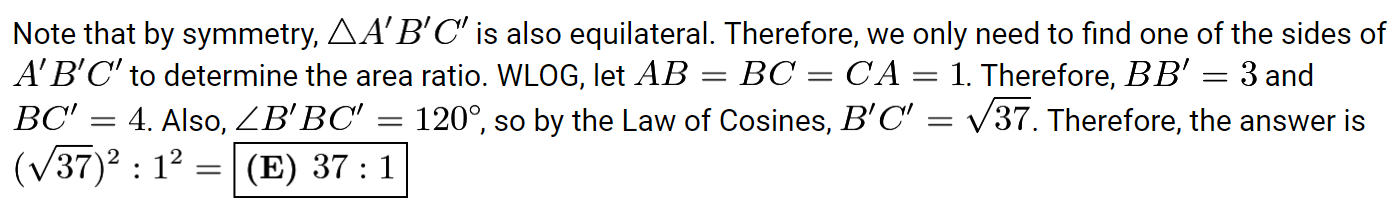 Note that by symmetry, △A′B′C′ is also equilateral. Therefore, we only need to find one of the sides of
A′B′C′ to determine the area ratio. WLOG, let AB = BC = CA = 1. Therefore, BB′ = 3 and
BC′ = 4. Also, ∠B′BC′ = 120°, so by the Law of Cosines, B′C′ = √37. Therefore, the answer is
(√37)² : 1² = (E) 37 : 1